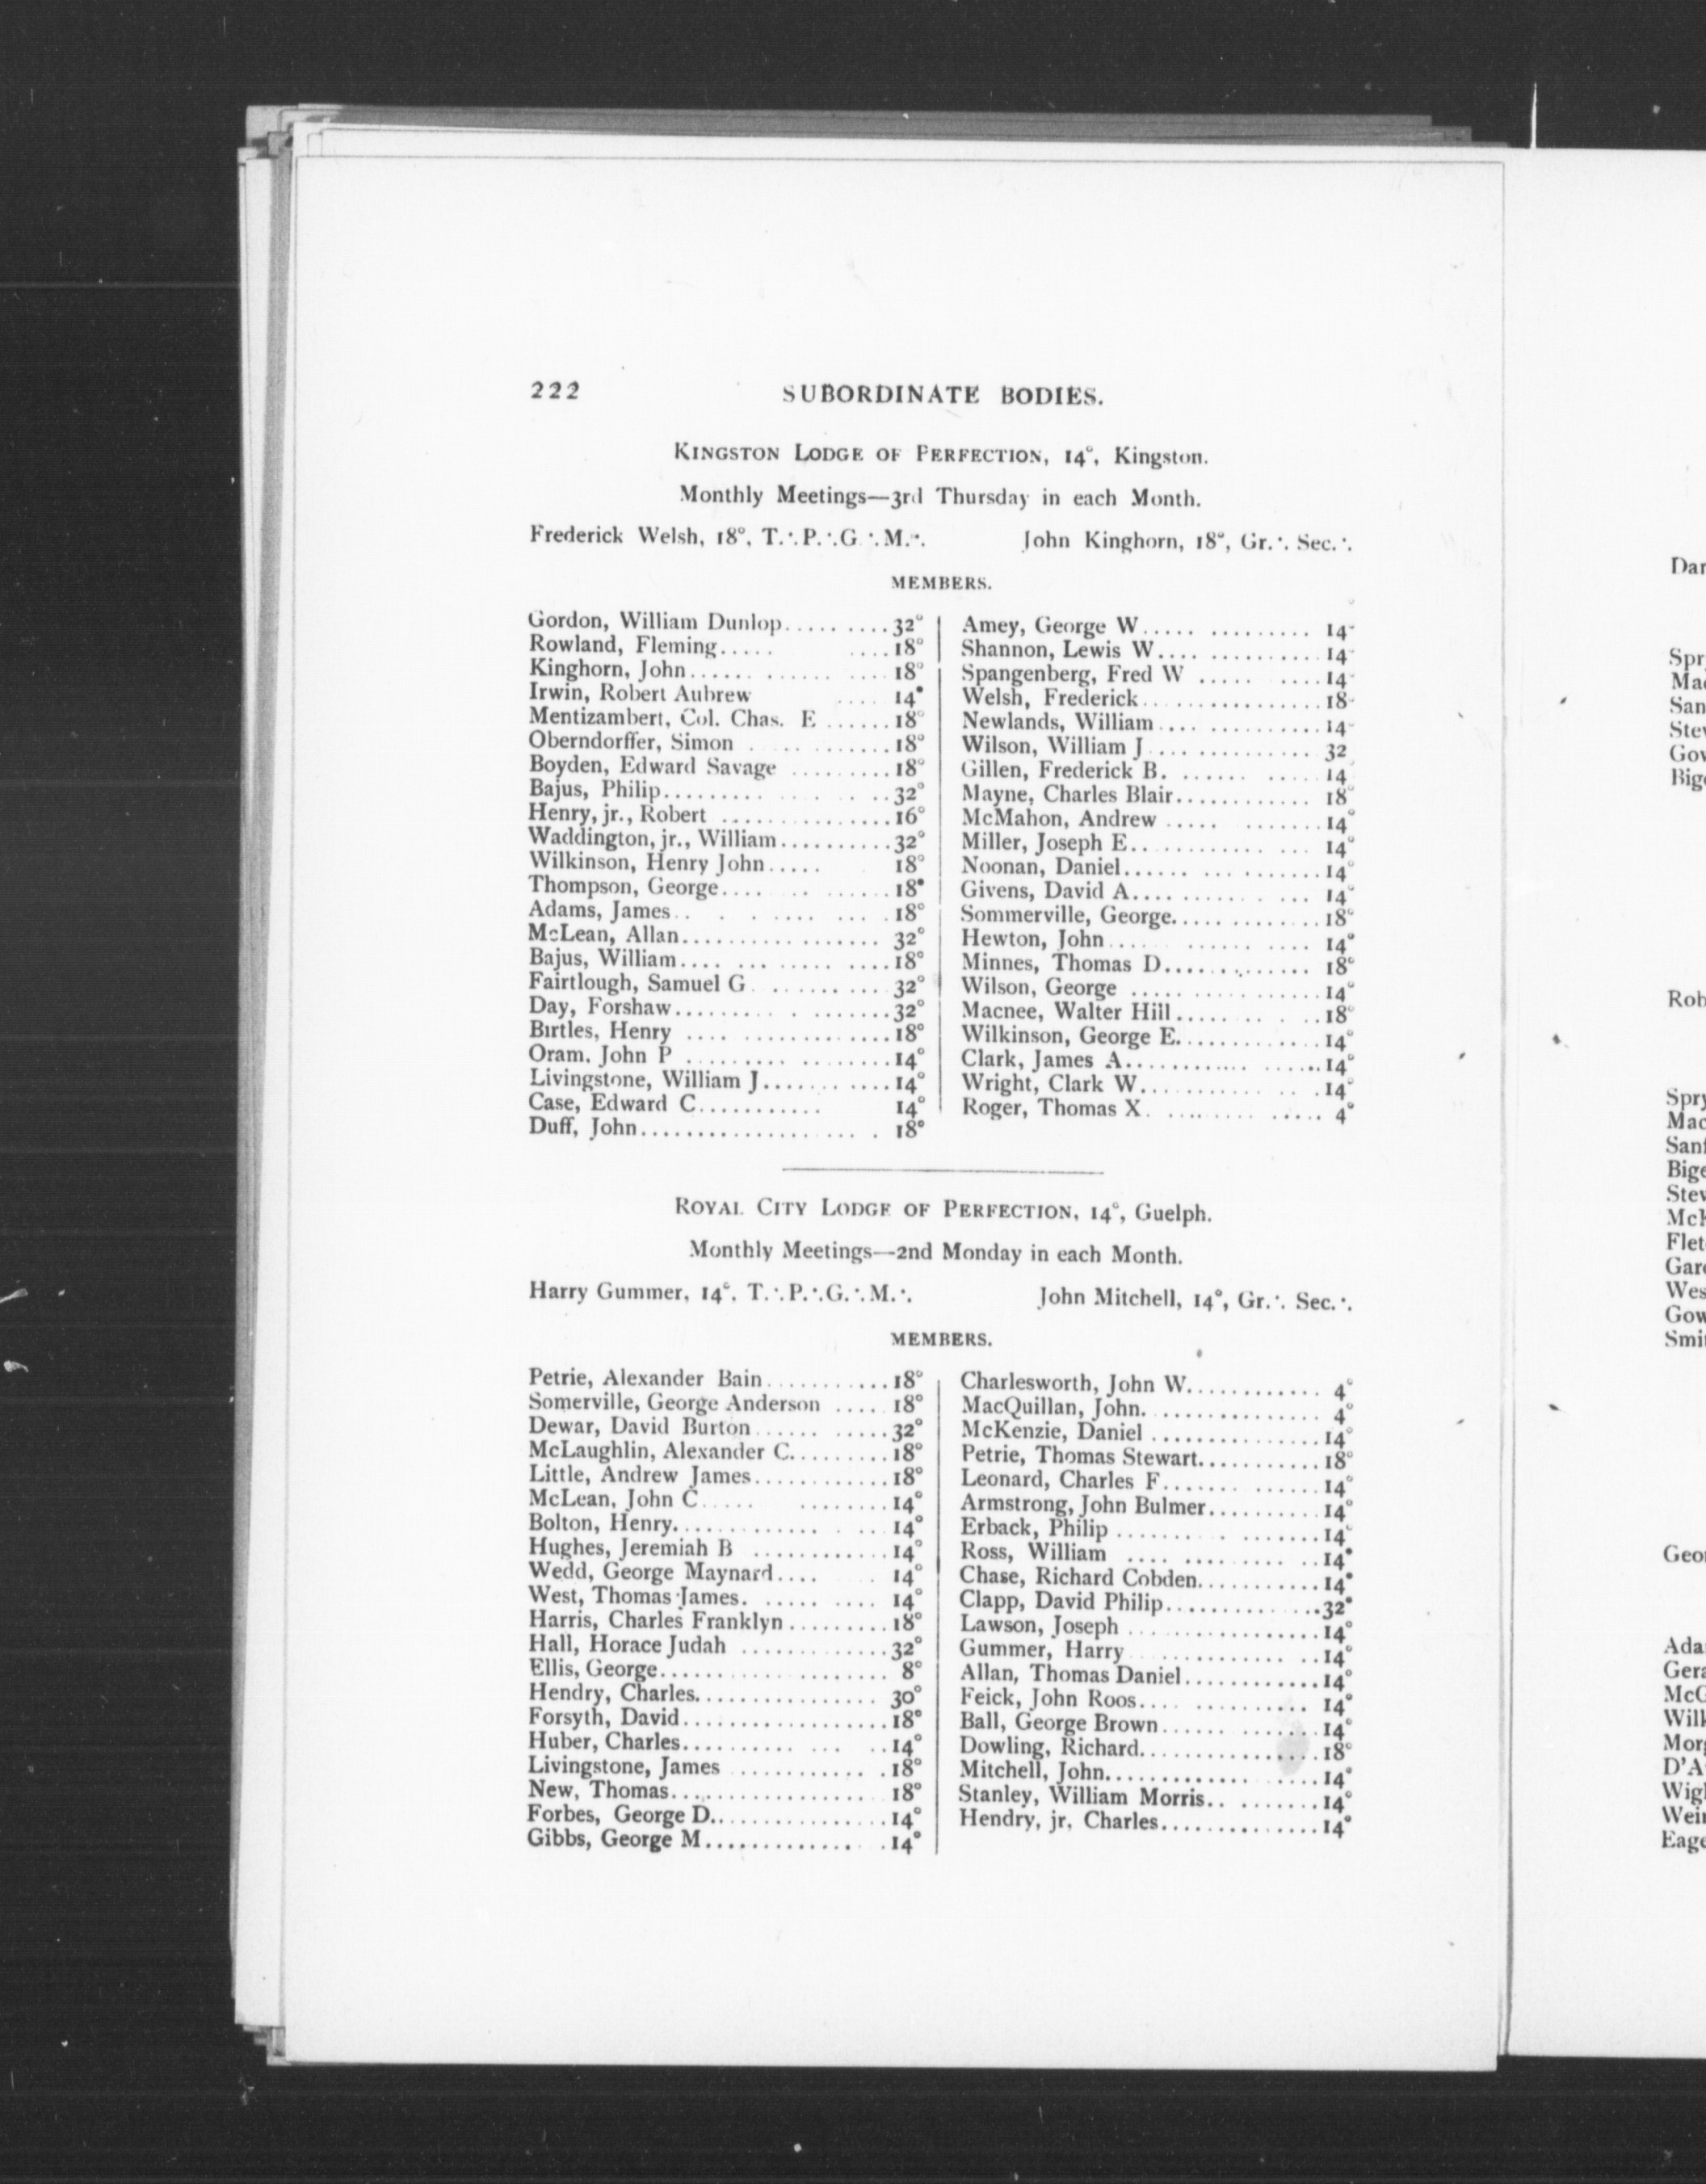 222 SUBORDINATE BODIES.
KINGSTON LODGE OF PERFECTION, 14°, Kingston.
Monthly Meetings—3rd Thursday in each Month.
Frederick Welsh, 18°, T.·.P.·.G.·.M.·. John Kinghorn, 18°, Gr.·. Sec.·.
MEMBERS.
Gordon, William Dunlop.........32°
Rowland, Fleming..... ....18°
Kinghorn, John...... ...... ....18°
Irwin, Robert Aubrew ....14°
Mentizambert, Col. Chas. E ......18°
Oberndorffer, Simon ............18°
Boyden, Edward Savage .........18°
Bajus, Philip......... . . ..32°
Henry, jr., Robert ...............16°
Waddington, jr., William..........32°
Wilkinson, Henry John..... 18°
Thompson, George.... . .......18°
Adams, James.. . . .... ... .18°
McLean, Allan................. 32°
Bajus, William.... ... ..... ....18°
Fairtlough, Samuel G ......... 32°
Day, Forshaw......... . .......32°
Birtles, Henry .... ..............18°
Oram. John P ......... .........14°
Livingstone, William J...........14°
Case, Edward C........... 14°
Duff, John................... . 18°
Amey, George W..... ......... 14°
Shannon, Lewis W.... ..........14°
Spangenberg, Fred W ..... .....14°
Welsh, Frederick................18°
Newlands, William..............14°
Wilson, William J .............. 32
Gillen, Frederick B. ...... .....14
Mayne, Charles Blair............ 18°
McMahon, Andrew ..... .......14°
Miller, Joseph E............ ... 14°
Noonan, Daniel...... ... .......14°
Givens, David A.......... ... 14°
Sommerville, George.............18°
Hewton, John.... ...... .... 14°
Minnes, Thomas D............. 18°
Wilson, George ..... ...........14°
Macnee, Walter Hill........ . ..18°
Wilkinson, George E.............14°
Clark, James A............ ......14°
Wright, Clark W........... .. .14°
Roger, Thomas X. ......... ..... 4°
ROYAL CITY LODGE OF PERFECTION, 14°, Guelph.
Monthly Meetings—2nd Monday in each Month.
Harry Gummer, 14°. T.·.P.·.G.·.M.·. John Mitchell, 14°, Gr.·. Sec.·.
MEMBERS.
Petrie, Alexander Bain...........18°
Somerville, George Anderson .... 18°
Dewar, David Burton...... ......32°
McLaughlin, Alexander C.........18°
Little, Andrew James............18°
McLean, John C..... ........14°
Bolton, Henry............. . ...14°
Hughes, Jeremiah B ............14°
Wedd, George Maynard.... . 14°
West, Thomas James. ...... .... 14°
Harris, Charles Franklyn.........18°
Hall, Horace Judah .............32°
Ellis, George.................... 8°
Hendry, Charles................ 30°
Forsyth, David..................18°
Huber, Charles.......... ... ..14°
Livingstone, James ........... .18°
New, Thomas................... 18°
Forbes, George D................14°
Gibbs, George M.............. .14°
Charlesworth, John W............ 4°
MacQuillan, John. .............. 4°
McKenzie, Daniel ...............14°
Petrie, Thomas Stewart...........18°
Leonard, Charles F....... ......14°
Armstrong, John Bulmer..........14°
Erback, Philip ......... . .......14°
Ross, William .... ......... ..14°
Chase, Richard Cobden...........14°
Clapp, David Philip..............32°
Lawson, Joseph .................14°
Gummer, Harry............. ..14°
Allan, Thomas Daniel............14°
Feick, John Roos.... .......... 14°
Ball, George Brown...... .......14°
Dowling, Richard................18°
Mitchell, John............. .....14°
Stanley, William Morris.. .......14°
Hendry, jr. Charles..............14°